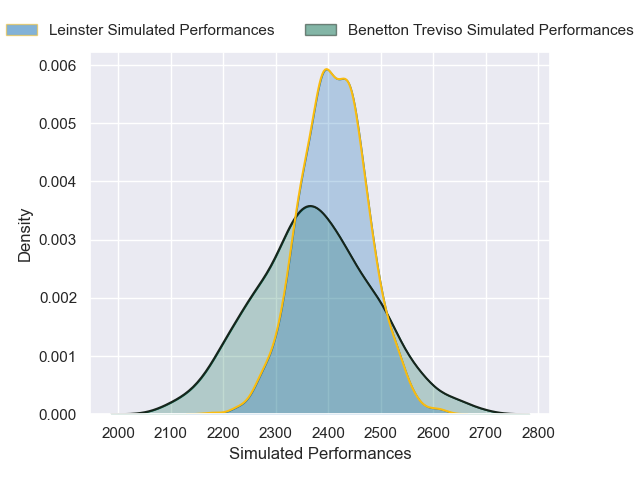 Leinster Simulated Performances
Benetton Treviso Simulated Performances
0.006
0.005
0.004
0.003
0.002
0.001
0.000
Density
2000 2100 2200 2300 2400 2500 2600 2700 2800
Simulated Performances